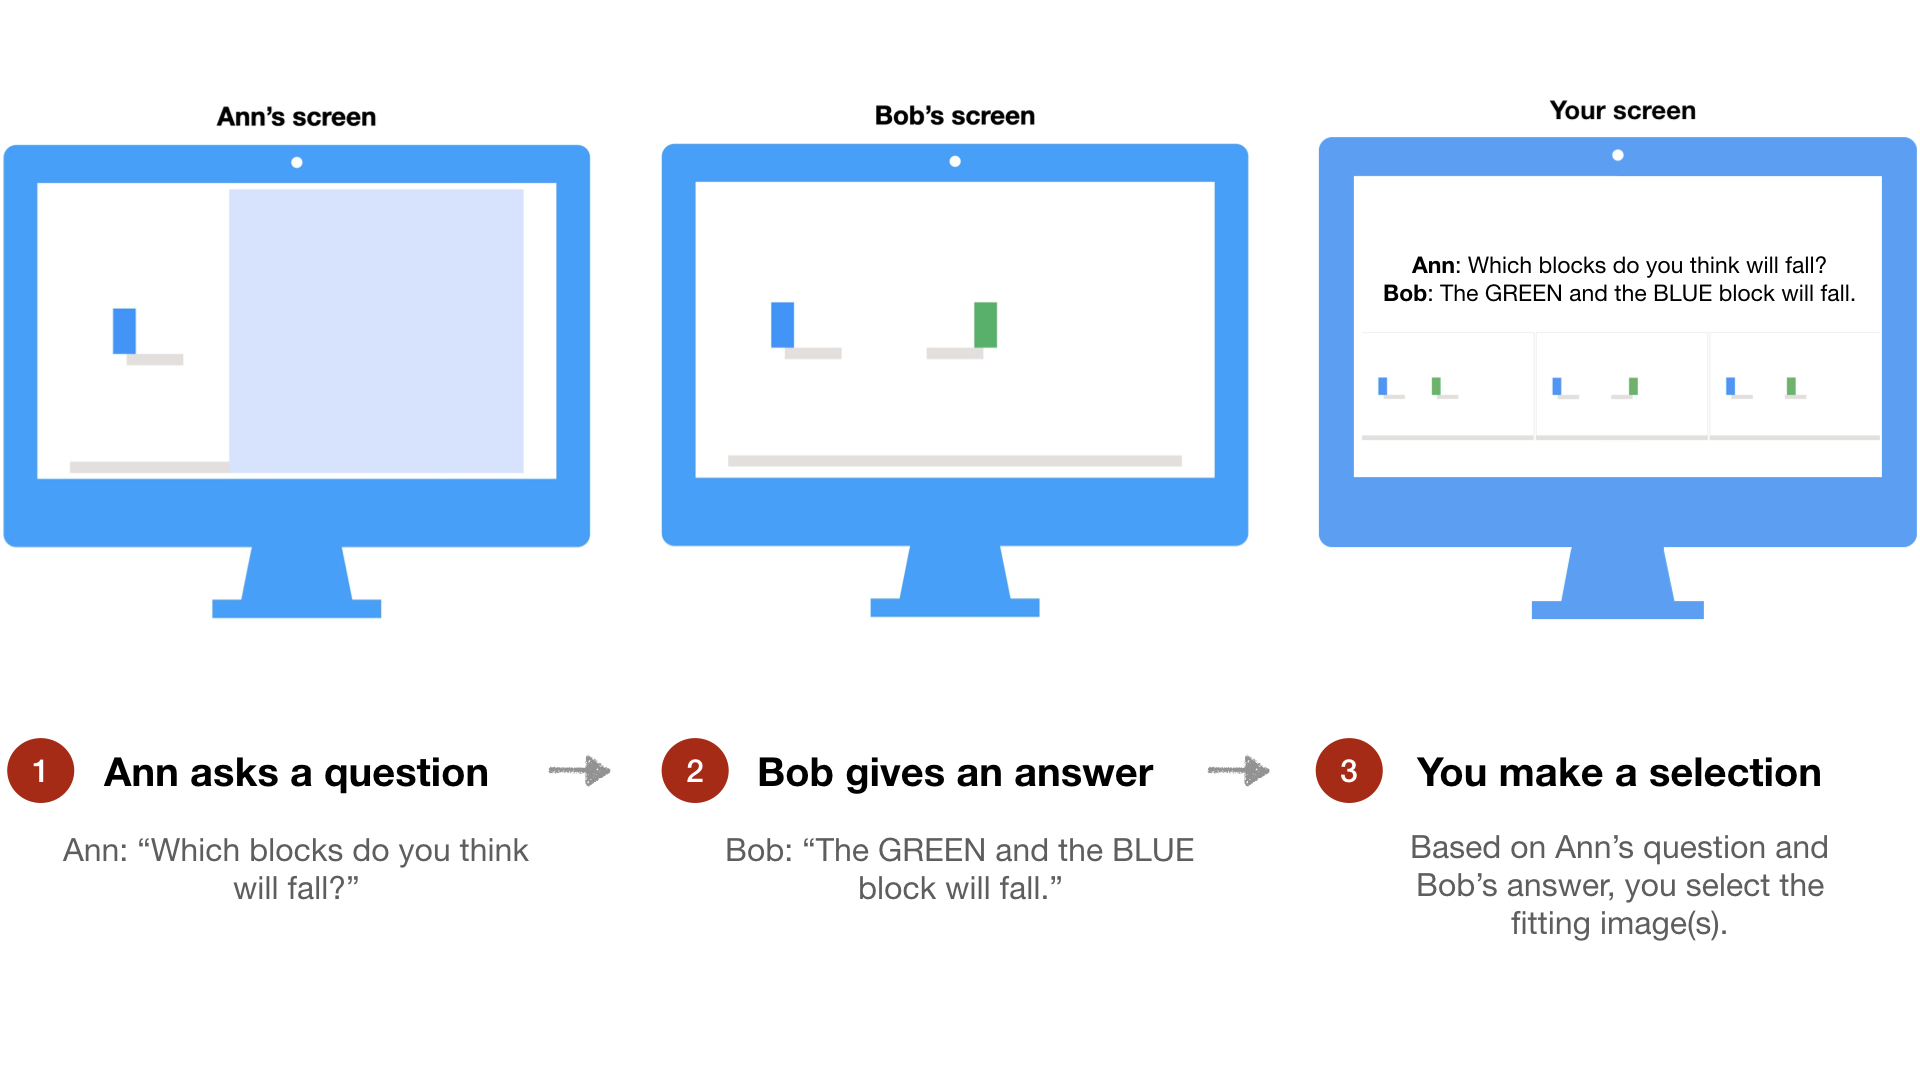 Ann’s screen
Bob’s screen
Your screen
Ann: Which blocks do you think will fall?
Bob: The GREEN and the BLUE block will fall.
1 Ann asks a question
Ann: “Which blocks do you think
will fall?”
2 Bob gives an answer
Bob: “The GREEN and the BLUE
block will fall.”
3 You make a selection
Based on Ann’s question and
Bob’s answer, you select the
fitting image(s).